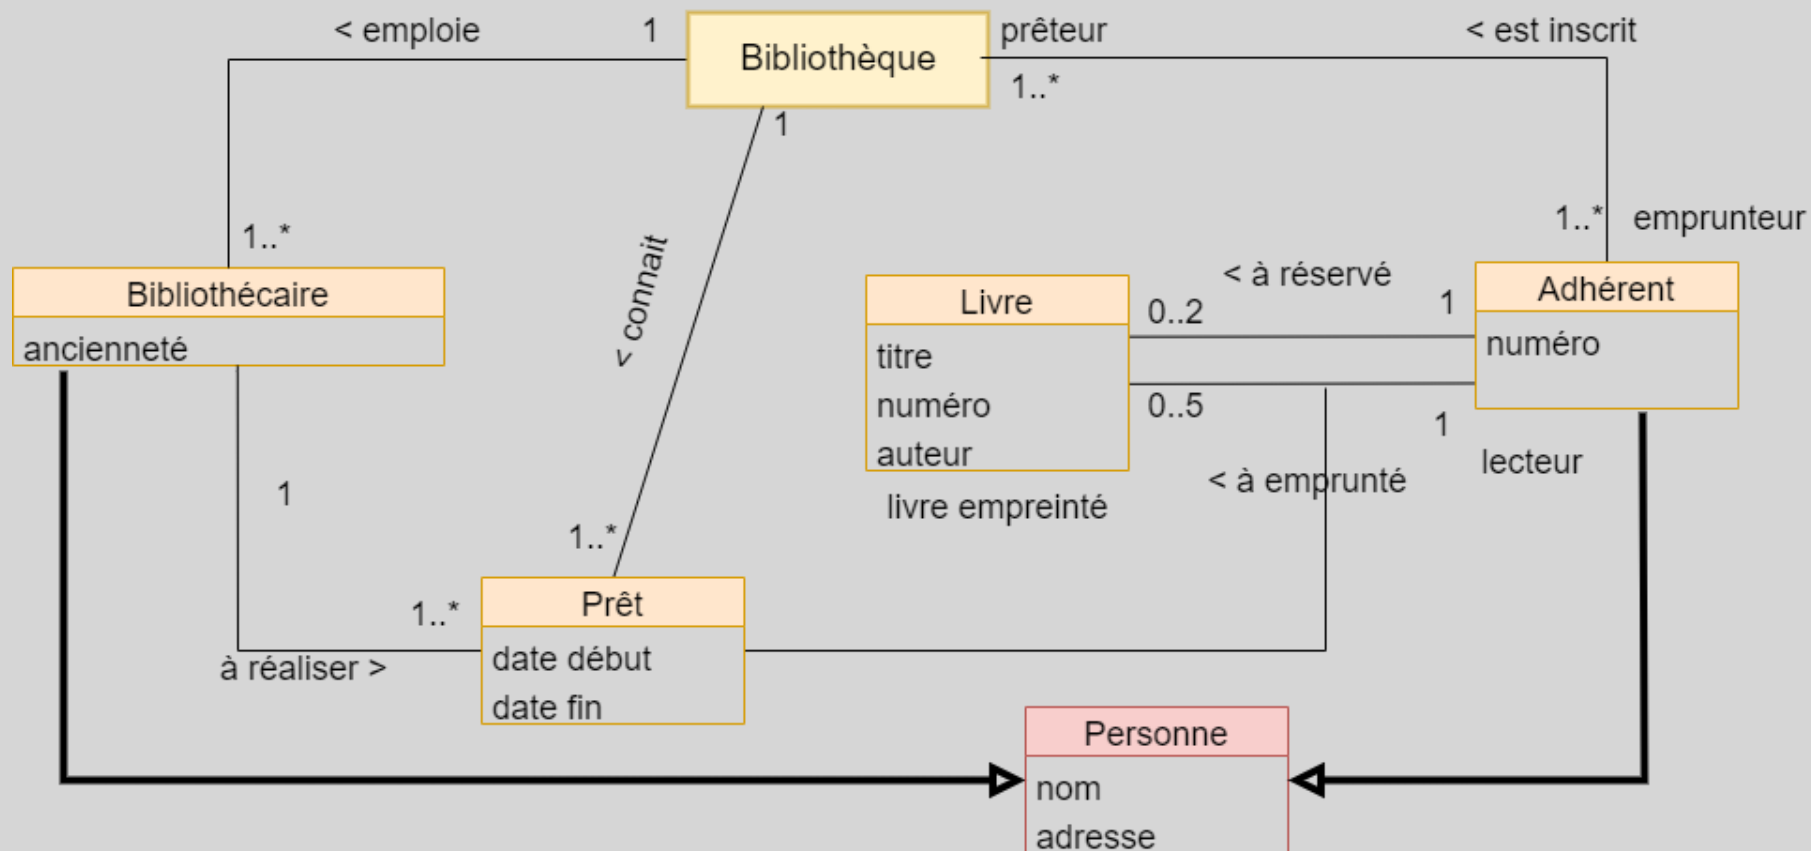 < emploie
1
Bibliothèque
prêteur
< est inscrit
1..*
1
1..*
1..*
emprunteur
< connait
Bibliothécaire
ancienneté
Livre
titre
numéro
auteur
0..2
< à réservé
1
Adhérent
numéro
0..5
1
lecteur
< à emprunté
livre empreinté
1
1..*
1..*
à réaliser >
Prêt
date début
date fin
Personne
nom
adresse